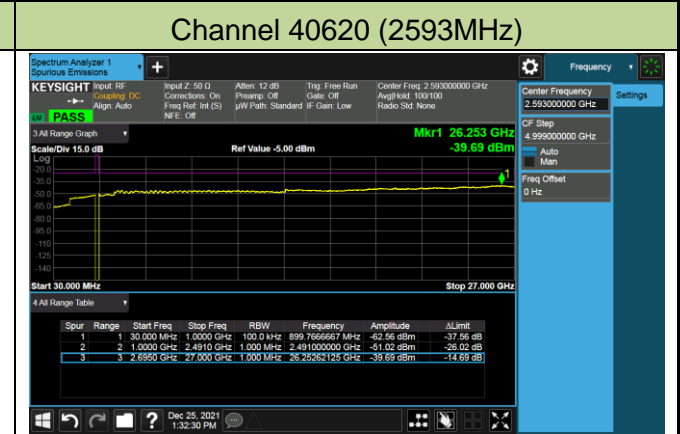 Channel 40620 (2593MHz)
Spectrum Analyzer 1
Spurious Emissions
+
Frequency
KEYSIGHT
Input: RF
Coupling: DC
Align: Auto
Input Z: 50 Ω
Corrections: On
Freq Ref: Int (S)
NFE: Off
Atten: 12 dB
Preamp: Off
µW Path: Standard
Trig: Free Run
Gate: Off
IF Gain: Low
Center Freq: 2.593000000 GHz
Avg|Hold: 100/100
Radio Std: None
PASS
Center Frequency
2.593000000 GHz
Settings
CF Step
4.999000000 GHz
Auto
Man
Freq Offset
0 Hz
3 All Range Graph
Mkr1 26.253 GHz
Scale/Div 15.0 dB
Ref Value -5.00 dBm
-39.69 dBm
Log
1
-20.0
-35.0
-50.0
-65.0
-80.0
-95.0
-110
-125
-140
Start 30.000 MHz
Stop 27.000 GHz
4 All Range Table
Spur Range Start Freq Stop Freq RBW Frequency Amplitude ΔLimit
1 1 30.000 MHz 1.0000 GHz 100.0 kHz 899.7666667 MHz -62.56 dBm -37.56 dB
2 2 1.0000 GHz 2.4910 GHz 1.000 MHz 2.491000000 GHz -51.02 dBm -26.02 dB
3 3 2.6950 GHz 27.000 GHz 1.000 MHz 26.25262125 GHz -39.69 dBm -14.69 dB
?
Dec 25, 2021
1:32:30 PM